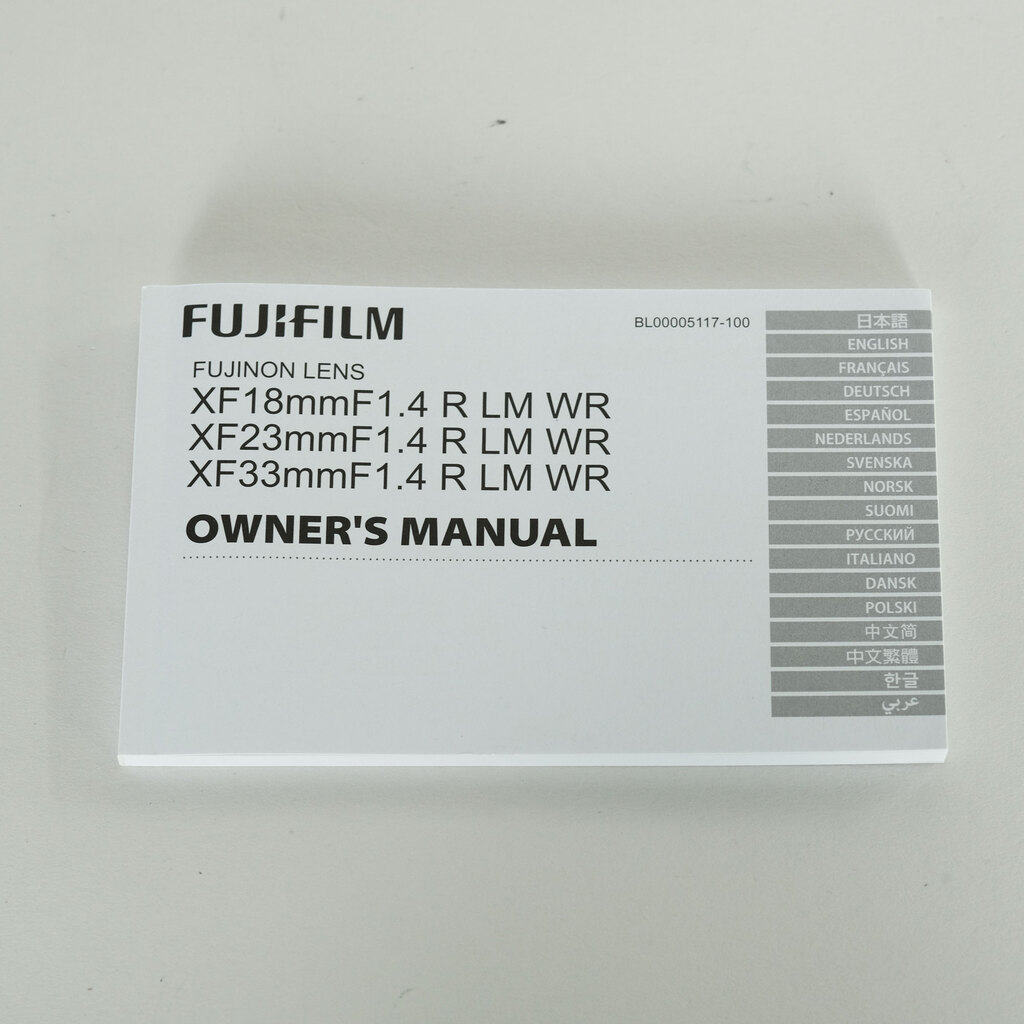 FUJIFILM
BL00005117-100
FUJINON LENS
XF18mmF1.4 R LM WR
XF23mmF1.4 R LM WR
XF33mmF1.4 R LM WR
OWNER'S MANUAL
日本語
ENGLISH
FRANÇAIS
DEUTSCH
ESPAÑOL
NEDERLANDS
SVENSKA
NORSK
SUOMI
РУССКИЙ
ITALIANO
DANSK
POLSKI
中文简
中文繁體
한글
عربي